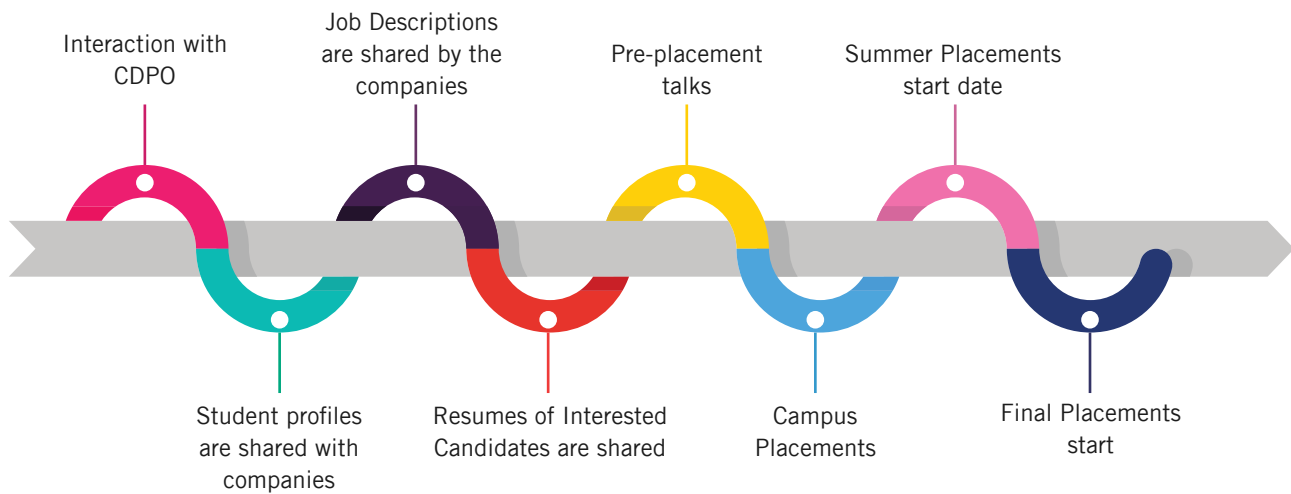 Interaction with
CDPO
Student profiles
are shared with
companies
Job Descriptions
are shared by the
companies
Resumes of Interested
Candidates are shared
Pre-placement
talks
Campus
Placements
Summer Placements
start date
Final Placements
start